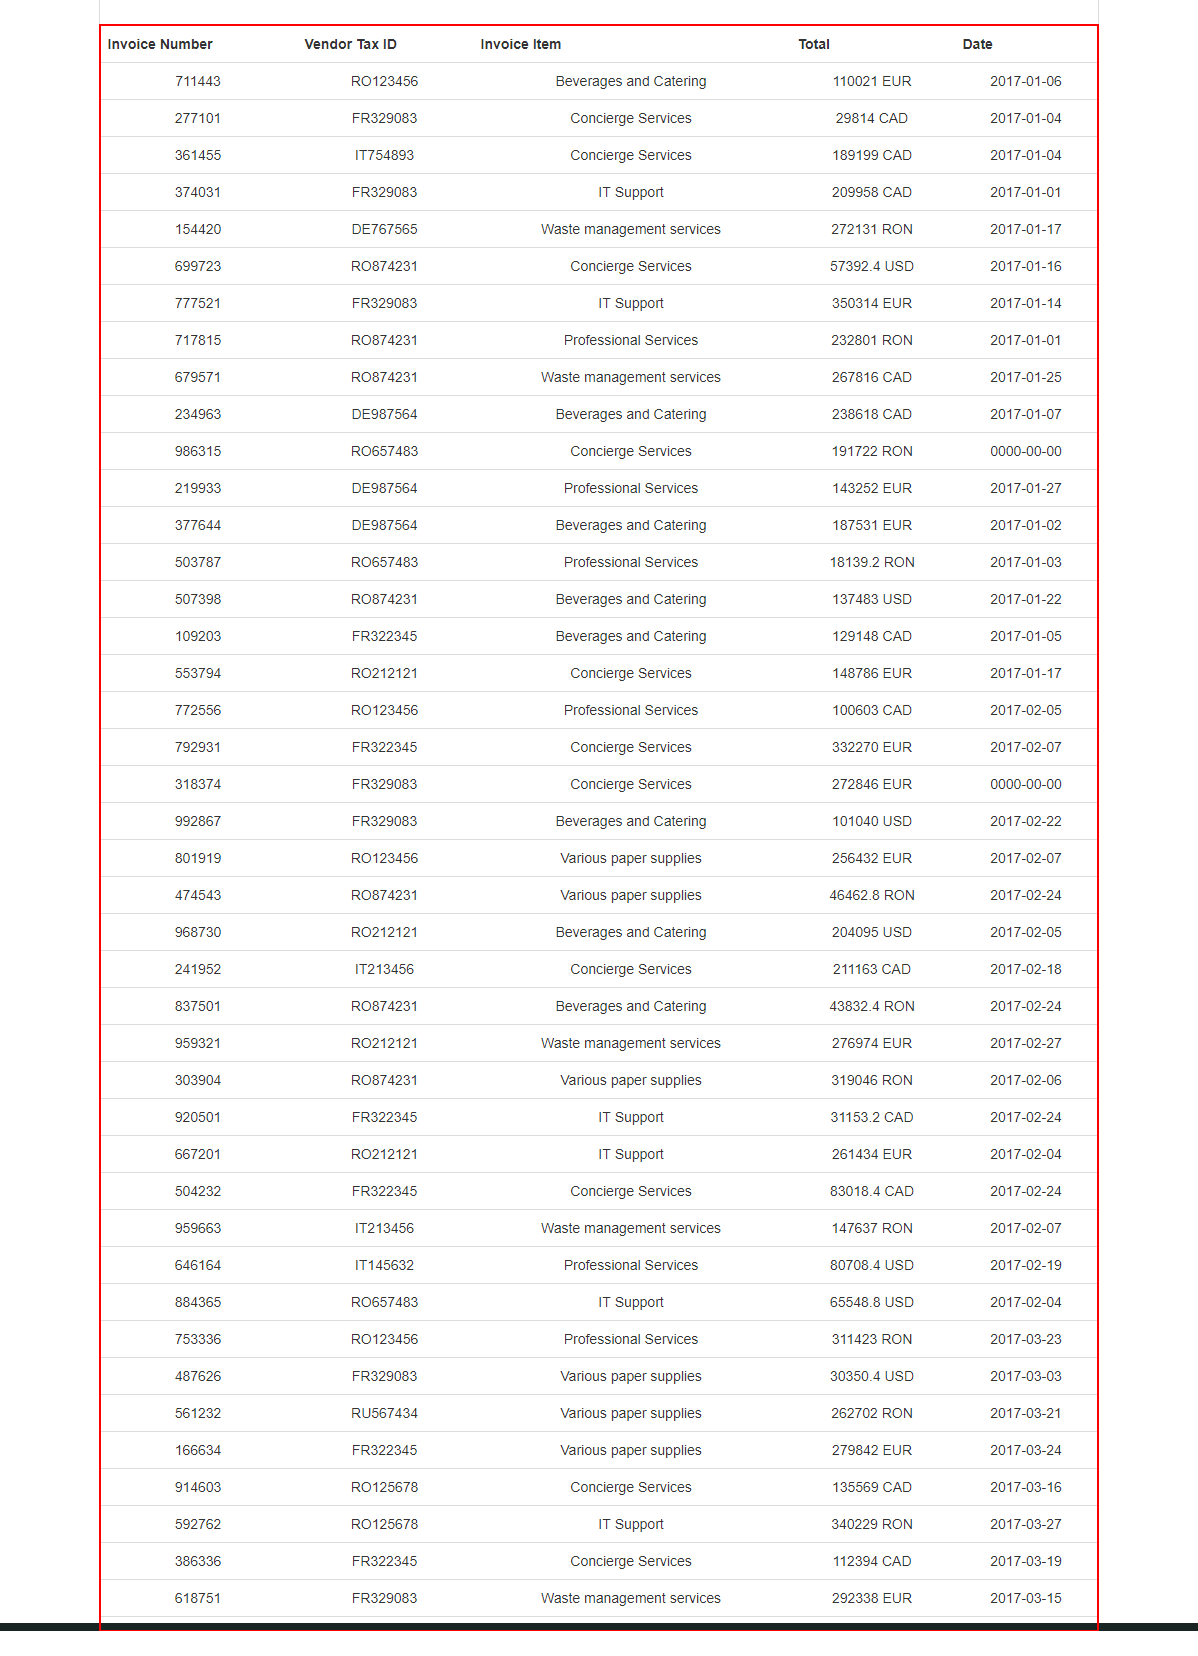 Invoice Number Vendor Tax ID Invoice Item Total Date
711443 RO123456 Beverages and Catering 110021 EUR 2017-01-06
277101 FR329083 Concierge Services 29814 CAD 2017-01-04
361455 IT754893 Concierge Services 189199 CAD 2017-01-04
374031 FR329083 IT Support 209958 CAD 2017-01-01
154420 DE767565 Waste management services 272131 RON 2017-01-17
699723 RO874231 Concierge Services 57392.4 USD 2017-01-16
777521 FR329083 IT Support 350314 EUR 2017-01-14
717815 RO874231 Professional Services 232801 RON 2017-01-01
679571 RO874231 Waste management services 267816 CAD 2017-01-25
234963 DE987564 Beverages and Catering 238618 CAD 2017-01-07
986315 RO657483 Concierge Services 191722 RON 0000-00-00
219933 DE987564 Professional Services 143252 EUR 2017-01-27
377644 DE987564 Beverages and Catering 187531 EUR 2017-01-02
503787 RO657483 Professional Services 18139.2 RON 2017-01-03
507398 RO874231 Beverages and Catering 137483 USD 2017-01-22
109203 FR322345 Beverages and Catering 129148 CAD 2017-01-05
553794 RO212121 Concierge Services 148786 EUR 2017-01-17
772556 RO123456 Professional Services 100603 CAD 2017-02-05
792931 FR322345 Concierge Services 332270 EUR 2017-02-07
318374 FR329083 Concierge Services 272846 EUR 0000-00-00
992867 FR329083 Beverages and Catering 101040 USD 2017-02-22
801919 RO123456 Various paper supplies 256432 EUR 2017-02-07
474543 RO874231 Various paper supplies 46462.8 RON 2017-02-24
968730 RO212121 Beverages and Catering 204095 USD 2017-02-05
241952 IT213456 Concierge Services 211163 CAD 2017-02-18
837501 RO874231 Beverages and Catering 43832.4 RON 2017-02-24
959321 RO212121 Waste management services 276974 EUR 2017-02-27
303904 RO874231 Various paper supplies 319046 RON 2017-02-06
920501 FR322345 IT Support 31153.2 CAD 2017-02-24
667201 RO212121 IT Support 261434 EUR 2017-02-04
504232 FR322345 Concierge Services 83018.4 CAD 2017-02-24
959663 IT213456 Waste management services 147637 RON 2017-02-07
646164 IT145632 Professional Services 80708.4 USD 2017-02-19
884365 RO657483 IT Support 65548.8 USD 2017-02-04
753336 RO123456 Professional Services 311423 RON 2017-03-23
487626 FR329083 Various paper supplies 30350.4 USD 2017-03-03
561232 RU567434 Various paper supplies 262702 RON 2017-03-21
166634 FR322345 Various paper supplies 279842 EUR 2017-03-24
914603 RO125678 Concierge Services 135569 CAD 2017-03-16
592762 RO125678 IT Support 340229 RON 2017-03-27
386336 FR322345 Concierge Services 112394 CAD 2017-03-19
618751 FR329083 Waste management services 292338 EUR 2017-03-15